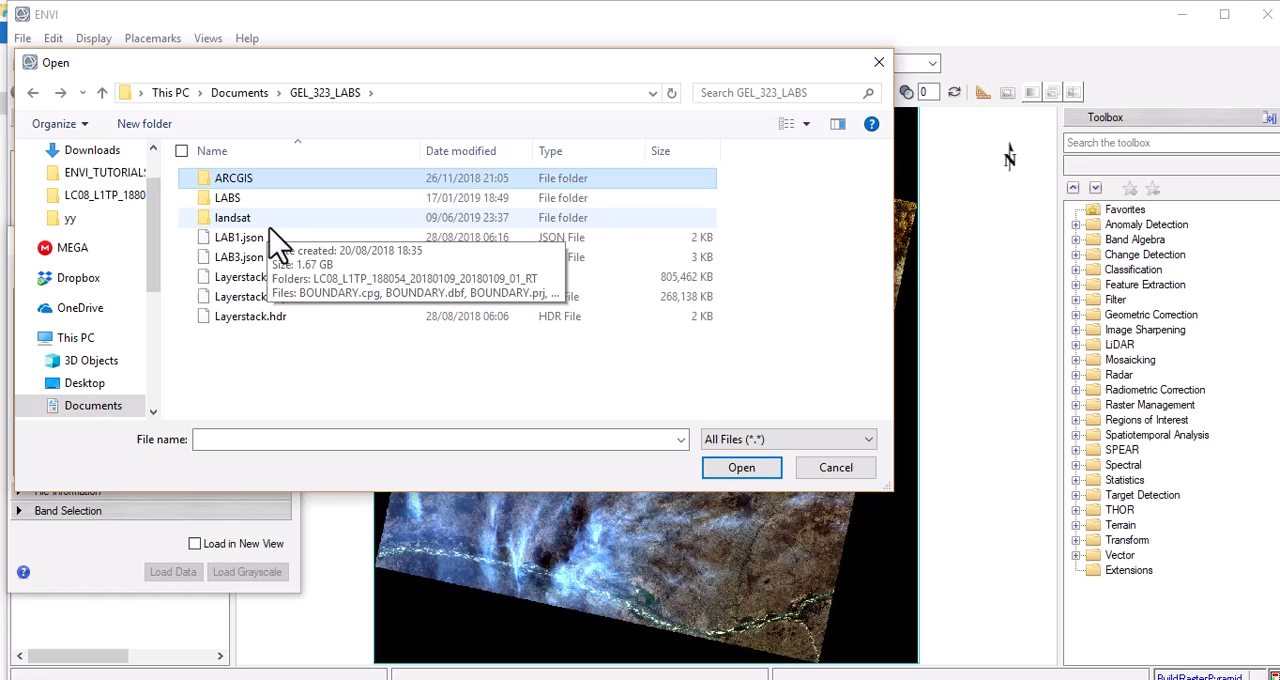 ENVI
File Edit Display Placemarks Views Help
Open
This PC Documents GEL_323_LABS
Search GEL_323_LABS
0
Organize New folder
Toolbox
Search the toolbox
Name Date modified Type Size
Downloads
ENVI_TUTORIAL
LC08_L1TP_1880
yy
MEGA
Dropbox
OneDrive
This PC
3D Objects
Desktop
Documents
ARCGIS 26/11/2018 21:05 File folder
LABS 17/01/2019 18:49 File folder
landsat 09/06/2019 23:37 File folder
LAB1.json 28/08/2018 06:16 JSON File 2 KB
LAB3.json File 3 KB
Layerstack 805,462 KB
Layerstack File 268,138 KB
Layerstack.hdr 28/08/2018 06:06 HDR File 2 KB
created: 20/08/2018 18:35
Size: 1.67 GB
Folders: LC08_L1TP_188054_20180109_20180109_01_RT
Files: BOUNDARY.cpg, BOUNDARY.dbf, BOUNDARY.prj, ...
File name: All Files (*.*)
Open Cancel
N
Favorites
Anomaly Detection
Band Algebra
Change Detection
Classification
Feature Extraction
Filter
Geometric Correction
Image Sharpening
LiDAR
Mosaicking
Radar
Radiometric Correction
Raster Management
Regions of Interest
Spatiotemporal Analysis
SPEAR
Spectral
Statistics
Target Detection
THOR
Terrain
Transform
Vector
Extensions
File Information
Band Selection
Load in New View
Load Data Load Grayscale
BuildRasterPyramid